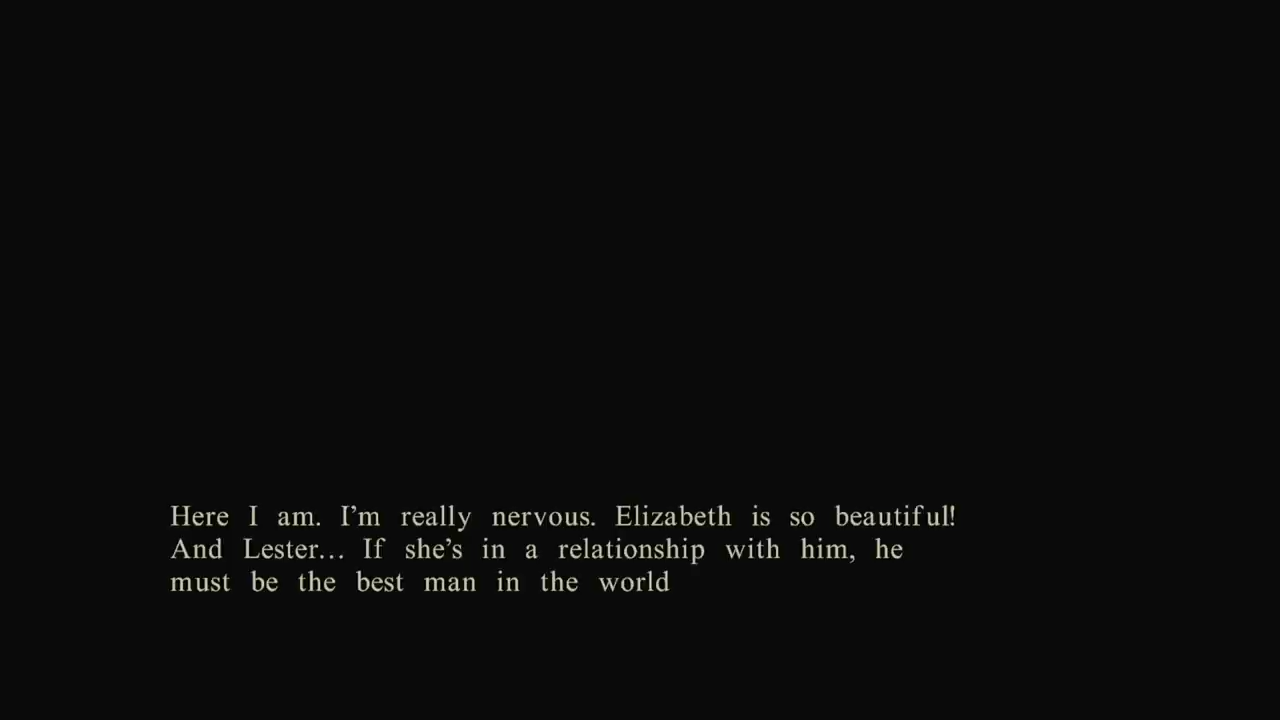 Here I am. I’m really nervous. Elizabeth is so beautiful!
And Lester... If she’s in a relationship with him, he
must be the best man in the world